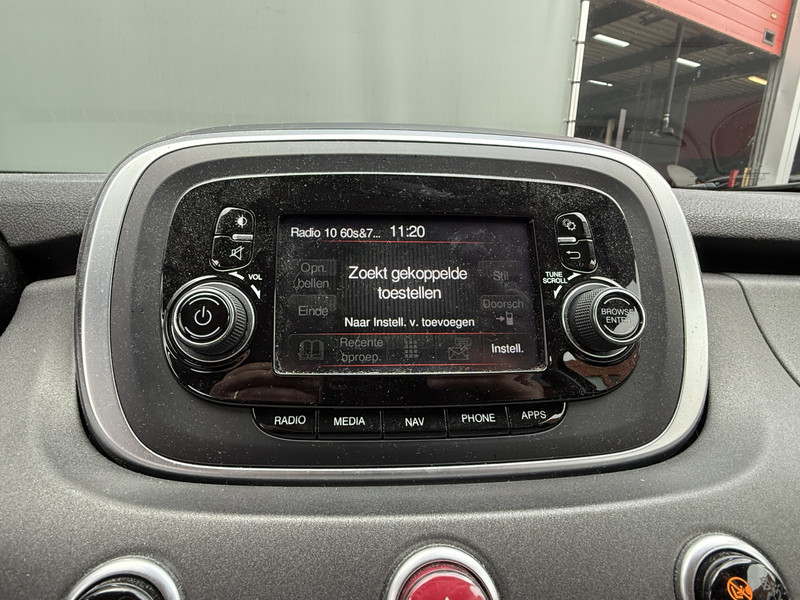 Radio 10 60s&7... 11:20
Opn. bellen
Zoekt gekoppelde
toestellen
Stil
Einde
Doorsch
Naar Instell. v. toevoegen
Recente
oproep.
Instell.
VOL
TUNE
SCROLL
BROWSE
ENTER
RADIO MEDIA NAV PHONE APPS